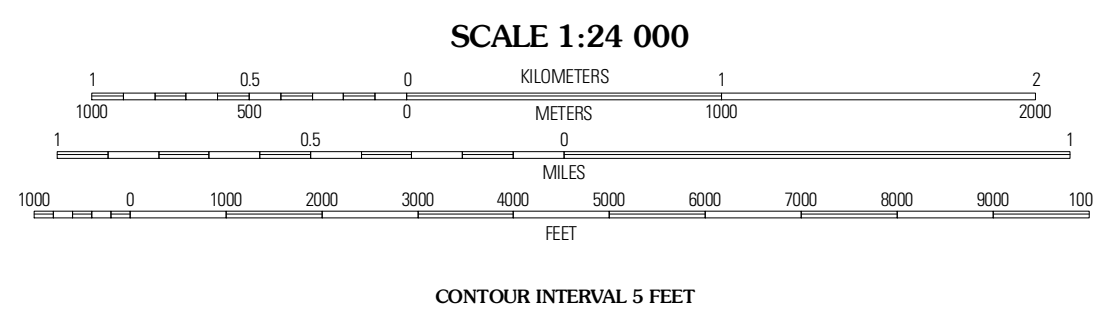 SCALE 1:24 000
1 0.5 0 KILOMETERS 1 2
1000 500 0 METERS 1000 2000
1 0.5 0 1
MILES
1000 0 1000 2000 3000 4000 5000 6000 7000 8000 9000 100
FEET
CONTOUR INTERVAL 5 FEET